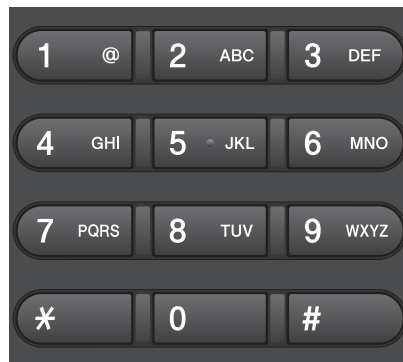 1 @ 2 ABC 3 DEF
4 GHI 5 JKL 6 MNO
7 PQRS 8 TUV 9 WXYZ
* 0 #